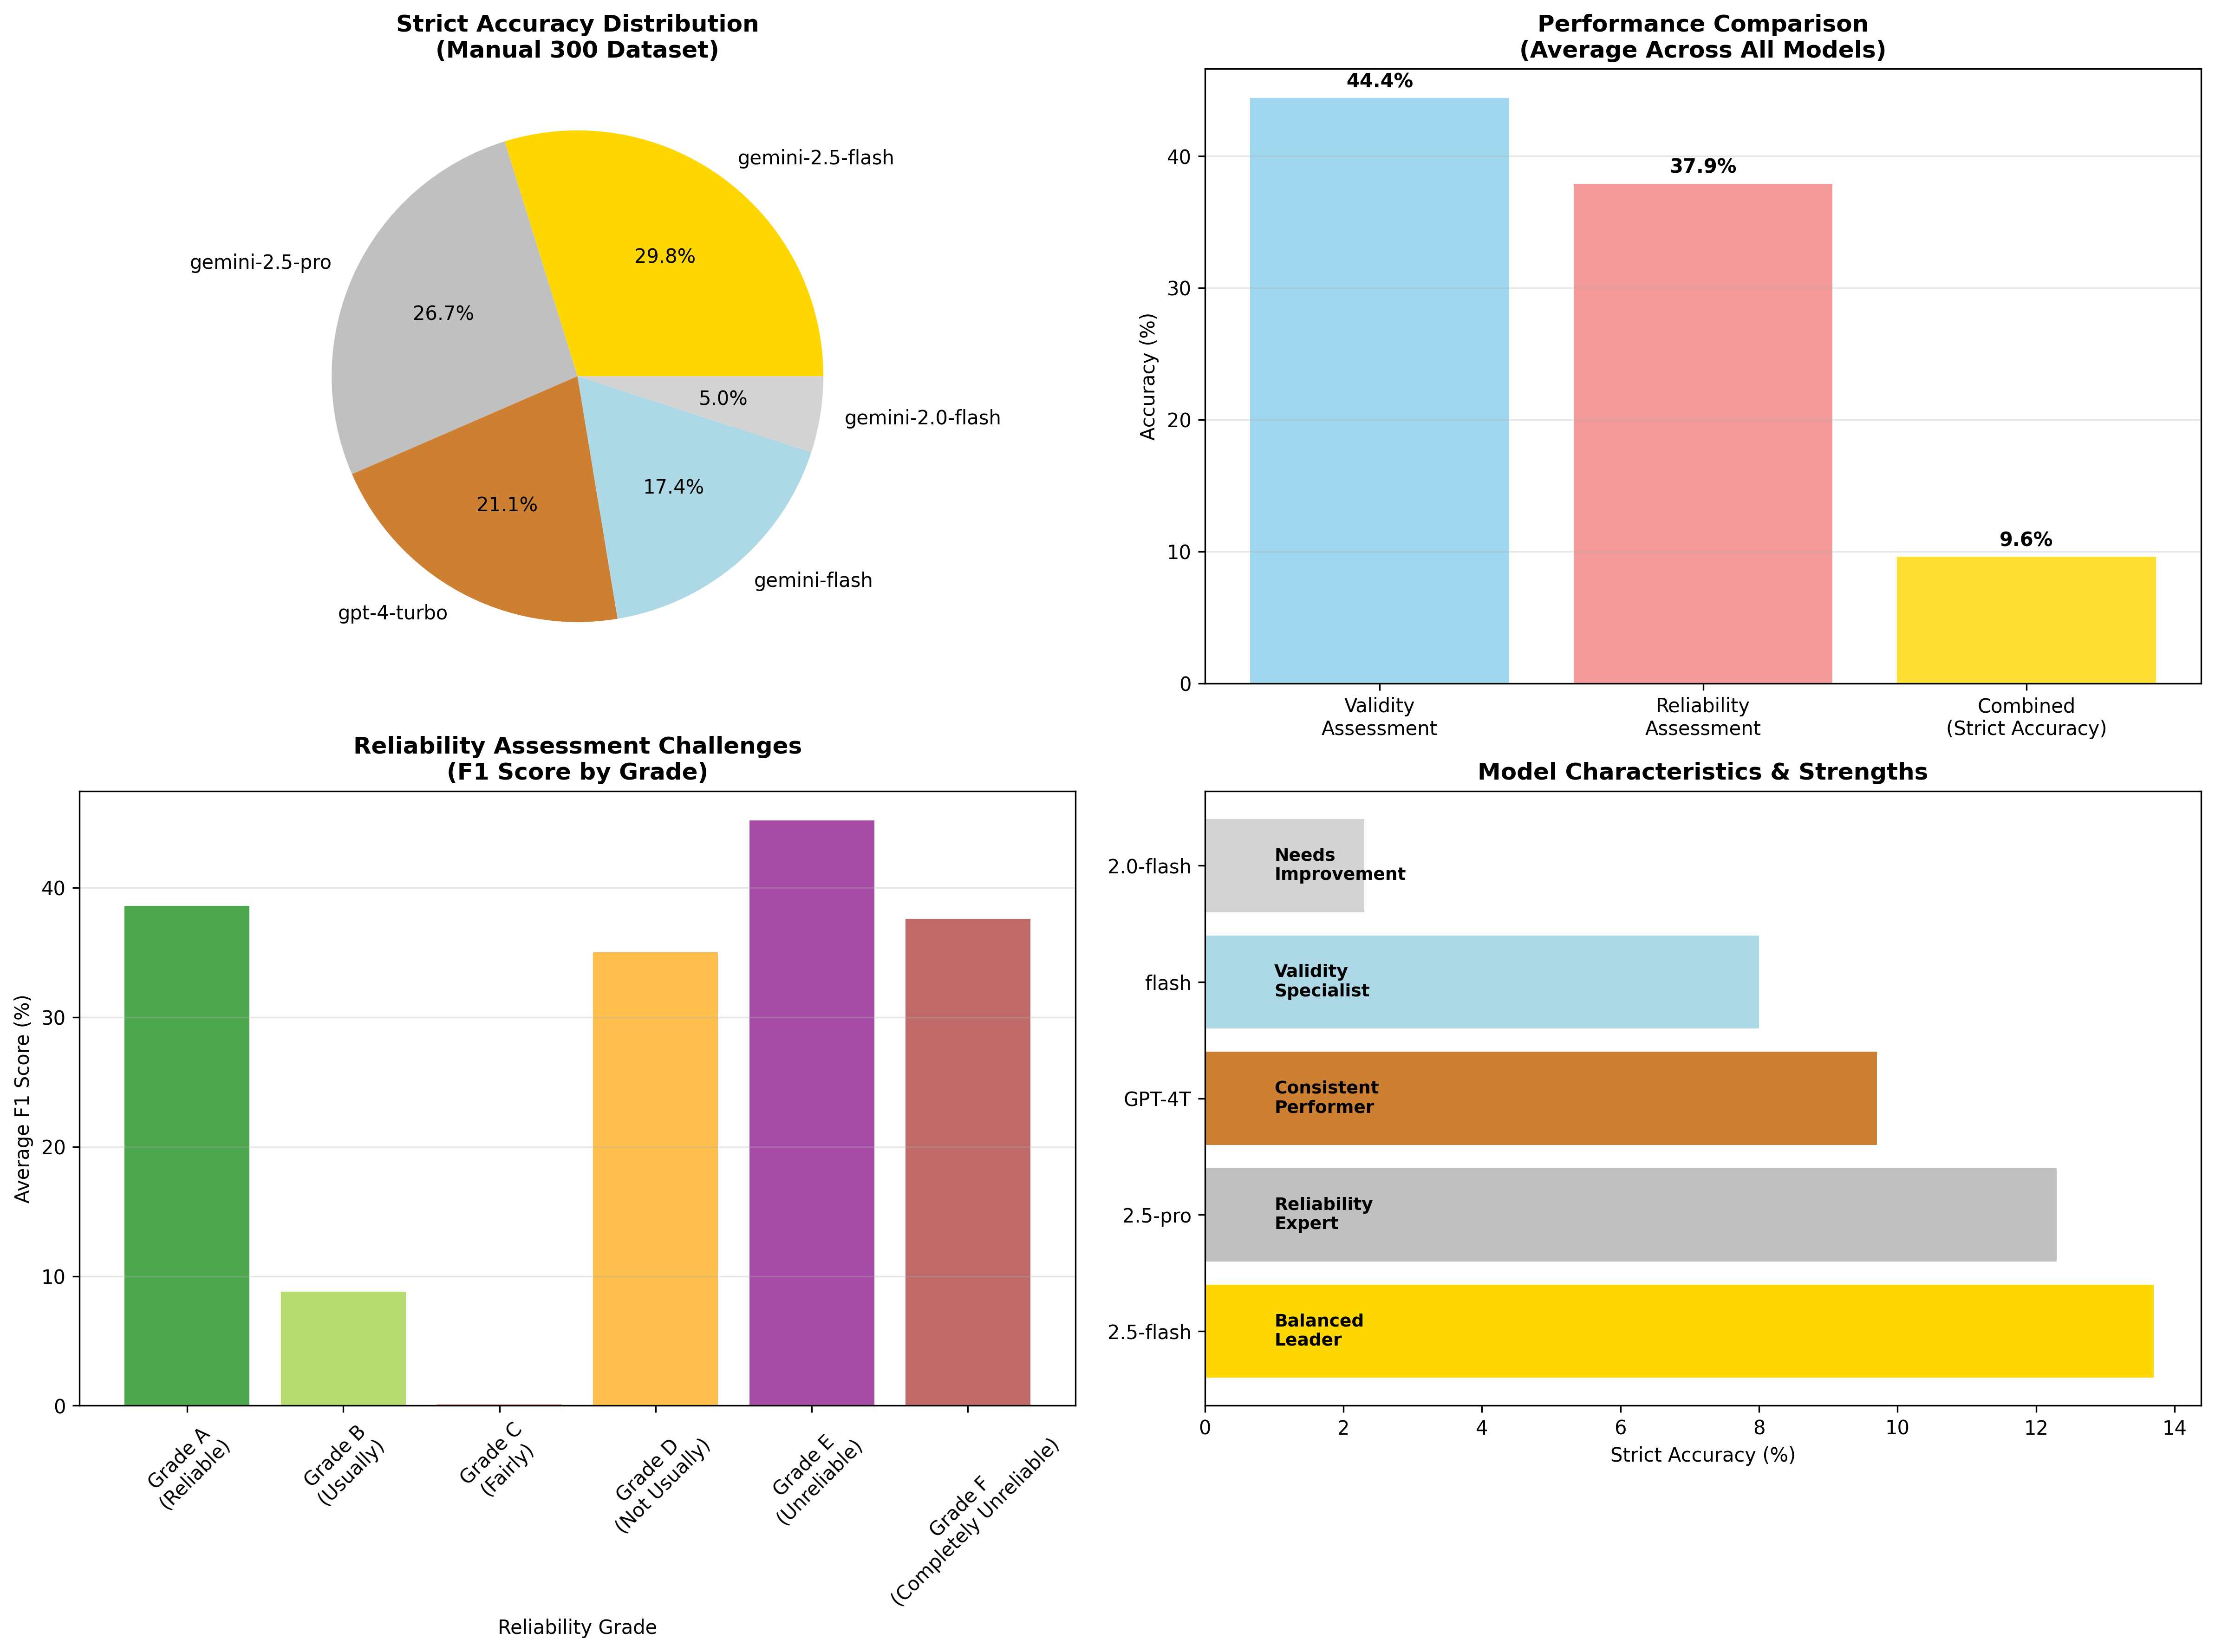 Strict Accuracy Distribution
(Manual 300 Dataset)
gemini-2.5-flash
29.8%
gemini-2.5-pro
26.7%
5.0%
gemini-2.0-flash
17.4%
21.1%
gemini-flash
gpt-4-turbo
Performance Comparison
(Average Across All Models)
44.4%
37.9%
9.6%
Accuracy (%)
40
30
20
10
0
Validity
Assessment
Reliability
Assessment
Combined
(Strict Accuracy)
Reliability Assessment Challenges
(F1 Score by Grade)
Average F1 Score (%)
40
30
20
10
0
Grade A
(Reliable)
Grade B
(Usually)
Grade C
(Fairly)
Grade D
(Not Usually)
Grade E
(Unreliable)
Grade F
(Completely Unreliable)
Reliability Grade
Model Characteristics & Strengths
2.0-flash
Needs
Improvement
flash
Validity
Specialist
GPT-4T
Consistent
Performer
2.5-pro
Reliability
Expert
2.5-flash
Balanced
Leader
0
2
4
6
8
10
12
14
Strict Accuracy (%)